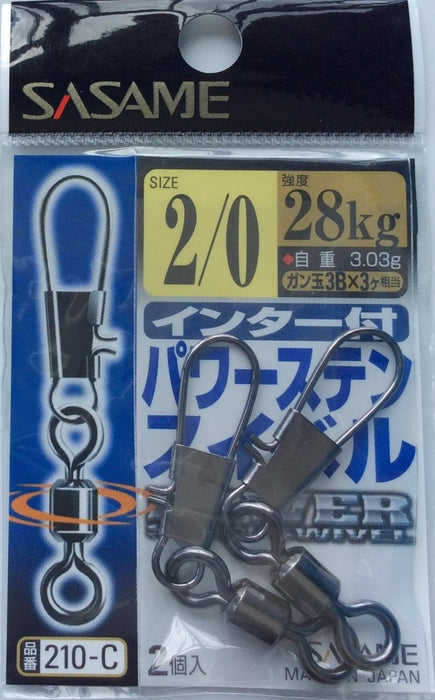 SASAME
SIZE
2/0
強度
28kg
◆自重 3.03g
ガン玉3B×3ヶ相当
インター付
パワーステン
スイベル
品番 210-C
2個入
SASAME
MADE IN JAPAN